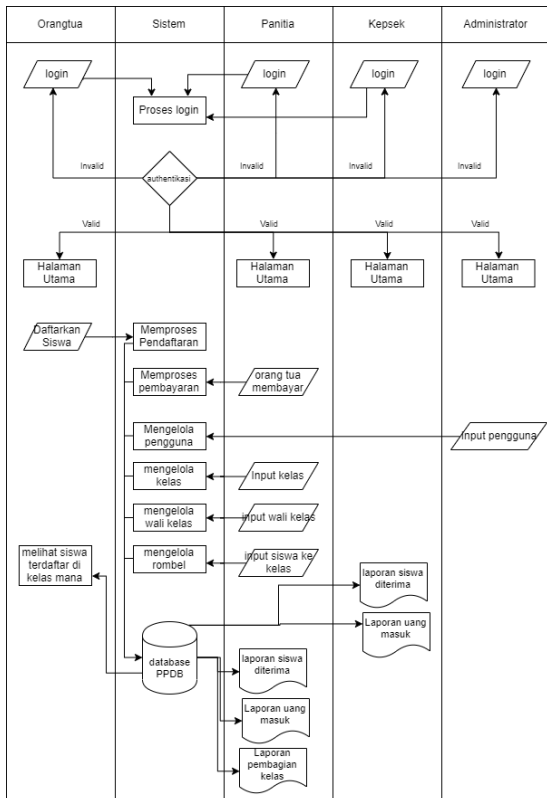 Orangtua
Sistem
Panitia
Kepsek
Administrator
login
login
login
login
Proses login
Invalid
authentikasi
Invalid
Invalid
Invalid
Valid
Valid
Valid
Valid
Halaman
Utama
Halaman
Utama
Halaman
Utama
Halaman
Utama
Daftarkan
Siswa
Memproses
Pendaftaran
Memproses
pembayaran
orang tua
membayar
Mengelola
pengguna
Input pengguna
mengelola
kelas
Input kelas
mengelola
wali kelas
input wali kelas
melihat siswa
terdaftar di
kelas mana
mengelola
rombel
input siswa ke
kelas
laporan siswa
diterima
Laporan uang
masuk
database
PPDB
laporan siswa
diterima
Laporan uang
masuk
Laporan
pembagian
kelas